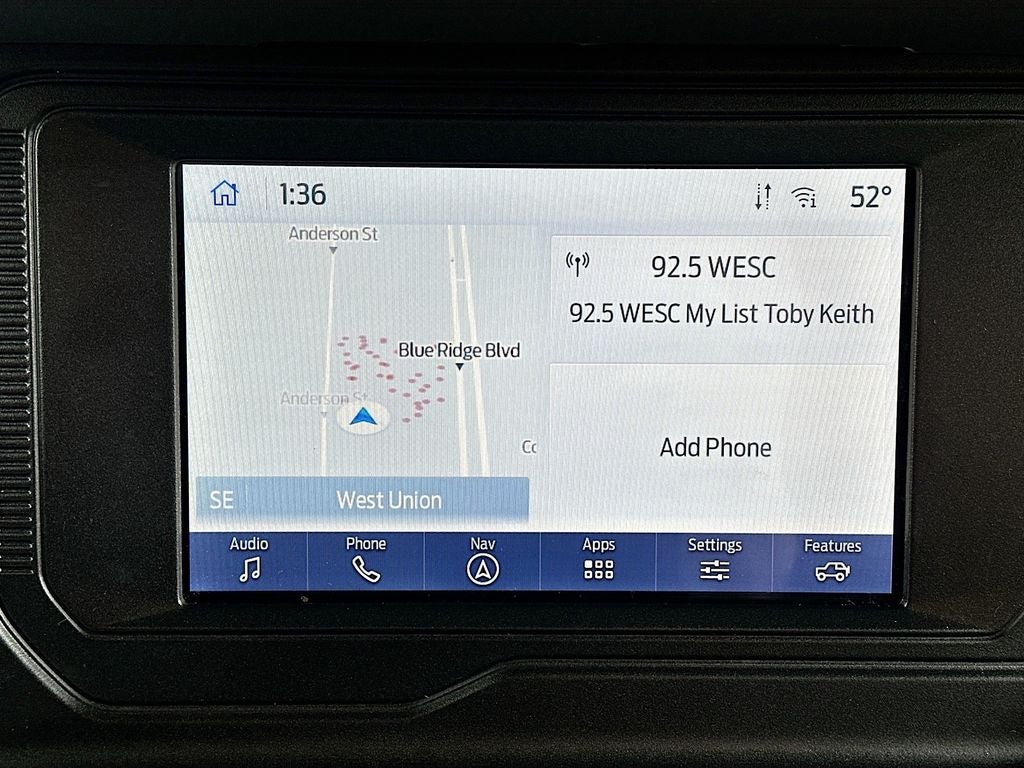 1:36
52°
Anderson St
92.5 WESC
92.5 WESC My List Toby Keith
Blue Ridge Blvd
Anderson St
Add Phone
SE West Union
Audio Phone Nav Apps Settings Features